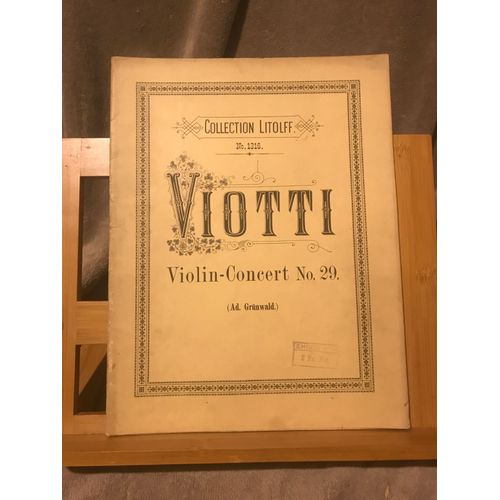 COLLECTION LITOLFF.
No. 1316.
VIOTTI
Violin-Concert No. 29.
(Ad. Grünwald.)